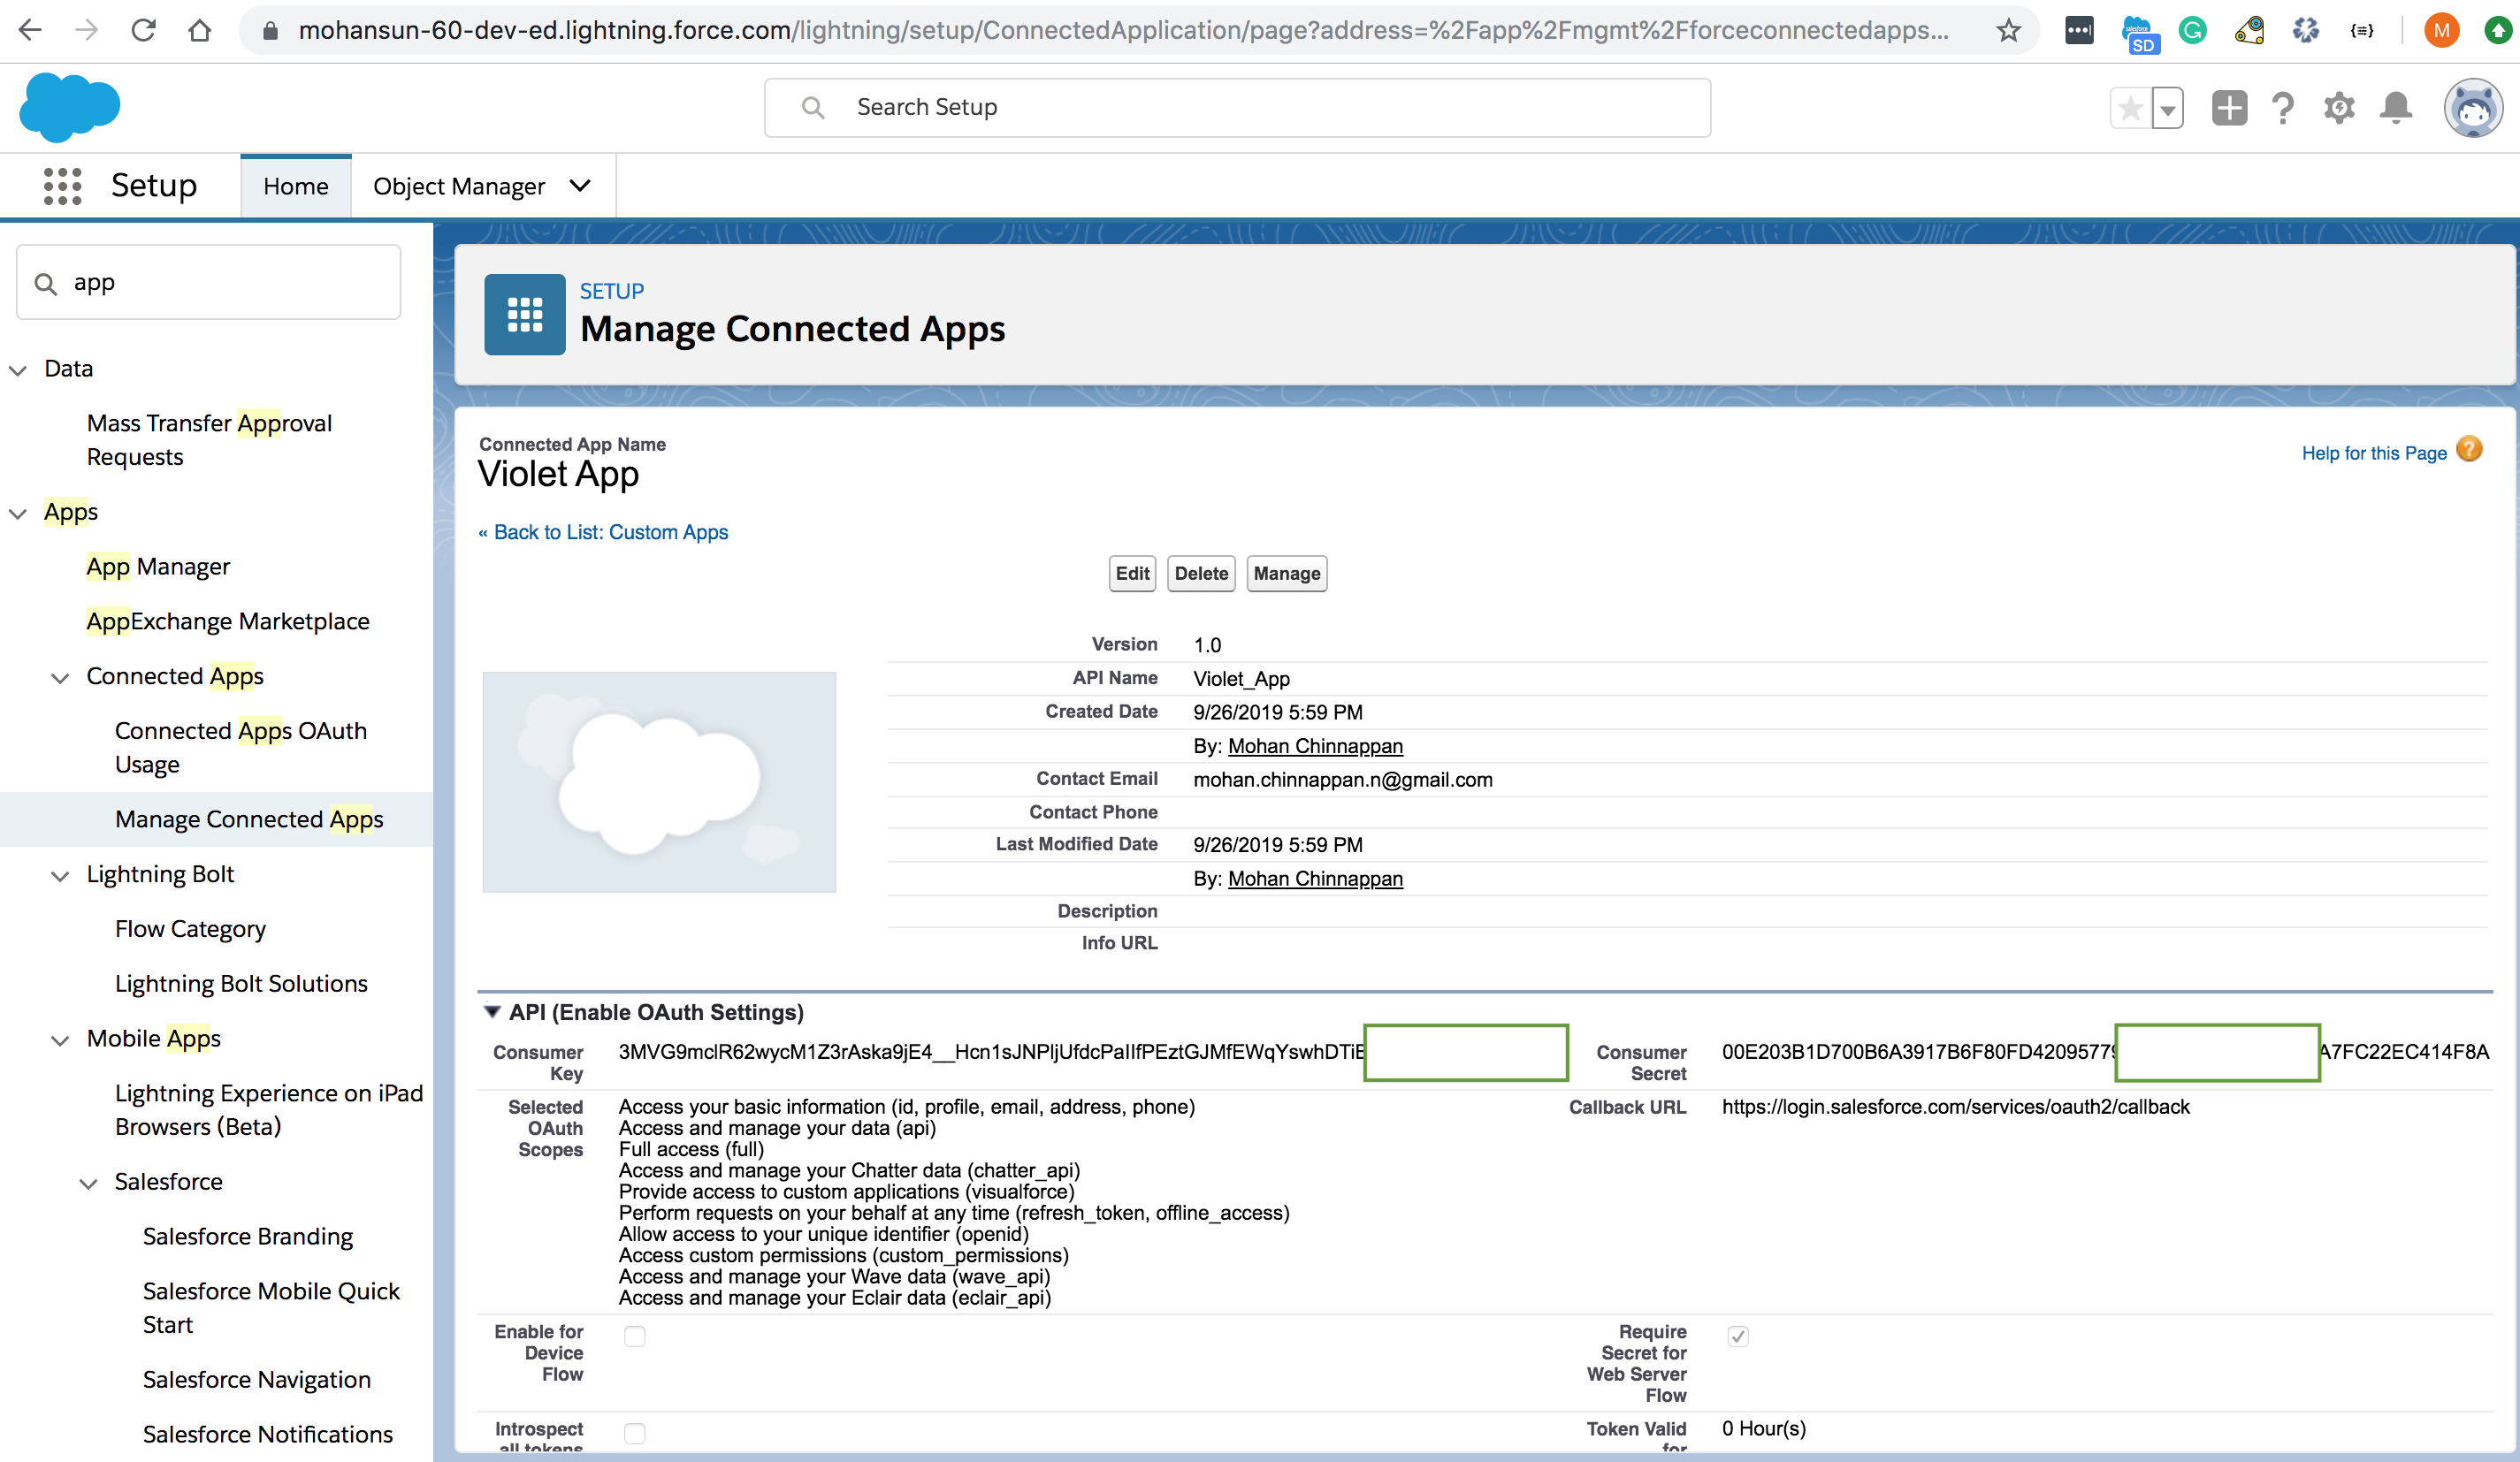 mohansun-60-dev-ed.lightning.force.com/lightning/setup/ConnectedApplication/page?address=%2Fapp%2Fmgmt%2Fforceconnectedapps...
SD
M
Search Setup
Setup
Home
Object Manager
app
Data
Mass Transfer Approval
Requests
Apps
App Manager
AppExchange Marketplace
Connected Apps
Connected Apps OAuth
Usage
Manage Connected Apps
Lightning Bolt
Flow Category
Lightning Bolt Solutions
Mobile Apps
Lightning Experience on iPad
Browsers (Beta)
Salesforce
Salesforce Branding
Salesforce Mobile Quick
Start
Salesforce Navigation
Salesforce Notifications
SETUP
Manage Connected Apps
Connected App Name
Violet App
Help for this Page
« Back to List: Custom Apps
Edit Delete Manage
Version 1.0
API Name Violet_App
Created Date 9/26/2019 5:59 PM
By: Mohan Chinnappan
Contact Email mohan.chinnappan.n@gmail.com
Contact Phone
Last Modified Date 9/26/2019 5:59 PM
By: Mohan Chinnappan
Description
Info URL
API (Enable OAuth Settings)
Consumer
Key
Consumer
Secret
Selected
OAuth
Scopes
Access your basic information (id, profile, email, address, phone)
Access and manage your data (api)
Full access (full)
Access and manage your Chatter data (chatter_api)
Provide access to custom applications (visualforce)
Perform requests on your behalf at any time (refresh_token, offline_access)
Allow access to your unique identifier (openid)
Access custom permissions (custom_permissions)
Access and manage your Wave data (wave_api)
Access and manage your Eclair data (eclair_api)
Callback URL https://login.salesforce.com/services/oauth2/callback
Enable for
Device
Flow
Require
Secret for
Web Server
Flow
Introspect
all tokens
Token Valid
for
0 Hour(s)